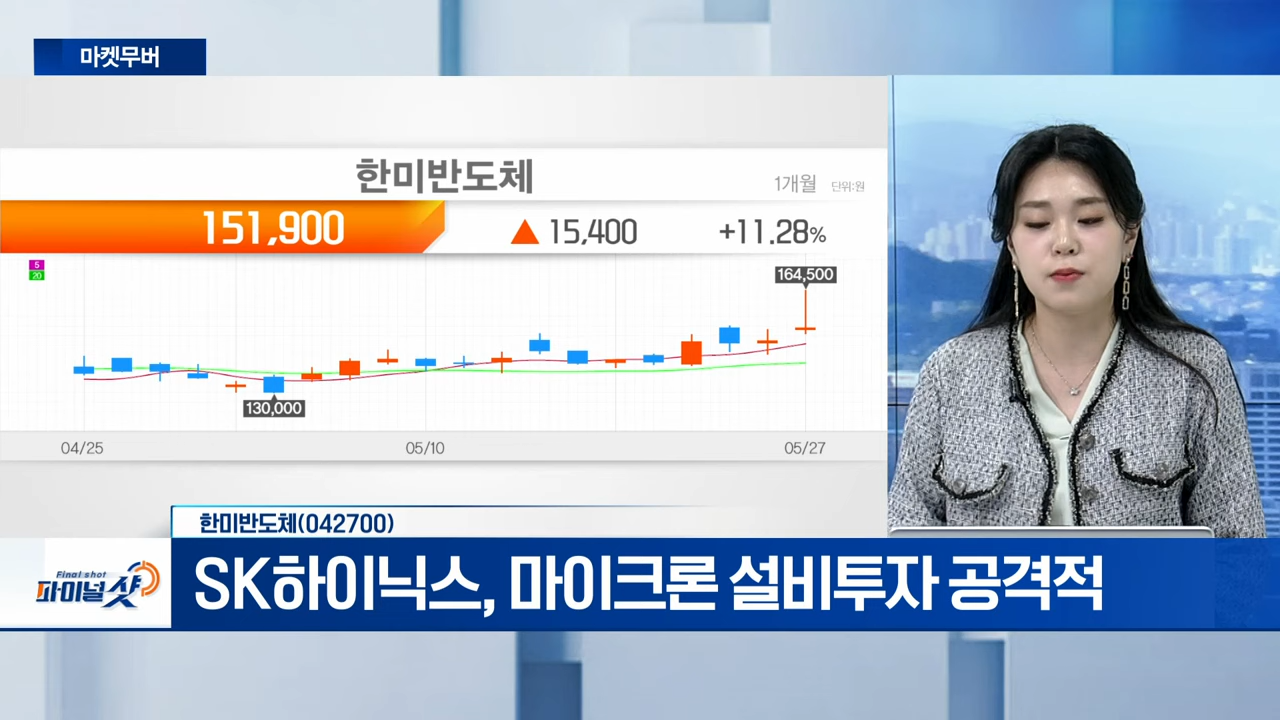 마켓무버
한미반도체
1개월 단위:원
151,900 ▲ 15,400 +11.28%
5
20
164,500
130,000
04/25 05/10 05/27
한미반도체(042700)
Final shot
파이널샷
SK하이닉스, 마이크론 설비투자 공격적